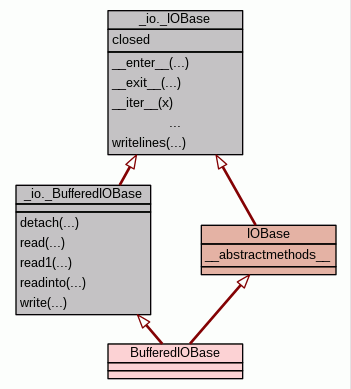 _io._IOBase
closed
__enter__(...)
__exit__(...)
__iter__(x)
...
writelines(...)
_io._BufferedIOBase
detach(...)
read(...)
read1(...)
readinto(...)
write(...)
IOBase
__abstractmethods__
BufferedIOBase